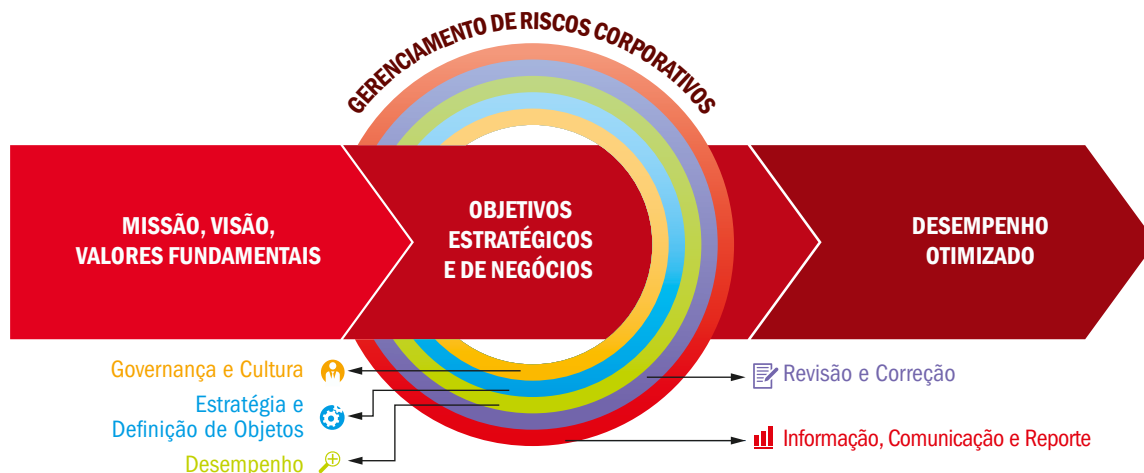 GERENCIAMENTO DE RISCOS CORPORATIVOS
MISSÃO, VISÃO,
VALORES FUNDAMENTAIS
OBJETIVOS
ESTRATÉGICOS
E DE NEGÓCIOS
DESEMPENHO
OTIMIZADO
Governança e Cultura
Estratégia e
Definição de Objetos
Desempenho
Revisão e Correção
Informação, Comunicação e Reporte